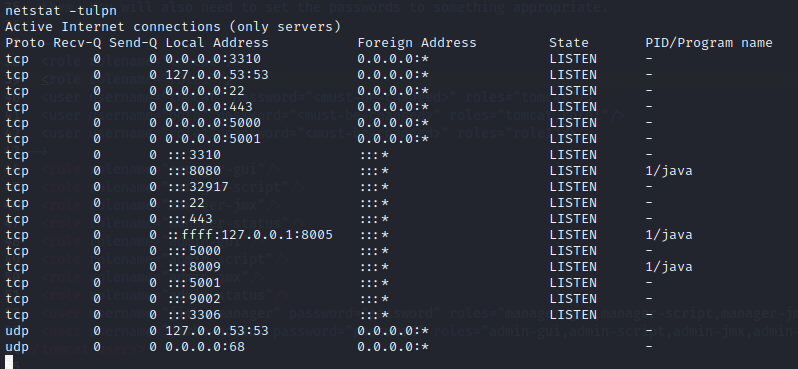 netstat -tulpn
Active Internet connections (only servers)
Proto Recv-Q Send-Q Local Address Foreign Address State PID/Program name
tcp 0 0 0.0.0.0:3310 0.0.0.0:* LISTEN -
tcp 0 0 127.0.0.53:53 0.0.0.0:* LISTEN -
tcp 0 0 0.0.0.0:22 0.0.0.0:* LISTEN -
tcp 0 0 0.0.0.0:443 0.0.0.0:* LISTEN -
tcp 0 0 0.0.0.0:5000 0.0.0.0:* LISTEN -
tcp 0 0 0.0.0.0:5001 0.0.0.0:* LISTEN -
tcp 0 0 :::3310 :::* LISTEN -
tcp 0 0 :::8080 :::* LISTEN 1/java
tcp 0 0 :::32917 :::* LISTEN -
tcp 0 0 :::22 :::* LISTEN -
tcp 0 0 :::443 :::* LISTEN -
tcp 0 0 ::ffff:127.0.0.1:8005 :::* LISTEN 1/java
tcp 0 0 :::5000 :::* LISTEN -
tcp 0 0 :::8009 :::* LISTEN 1/java
tcp 0 0 :::5001 :::* LISTEN -
tcp 0 0 :::9002 :::* LISTEN -
tcp 0 0 :::3306 :::* LISTEN -
udp 0 0 127.0.0.53:53 0.0.0.0:* -
udp 0 0 0.0.0.0:68 0.0.0.0:* -